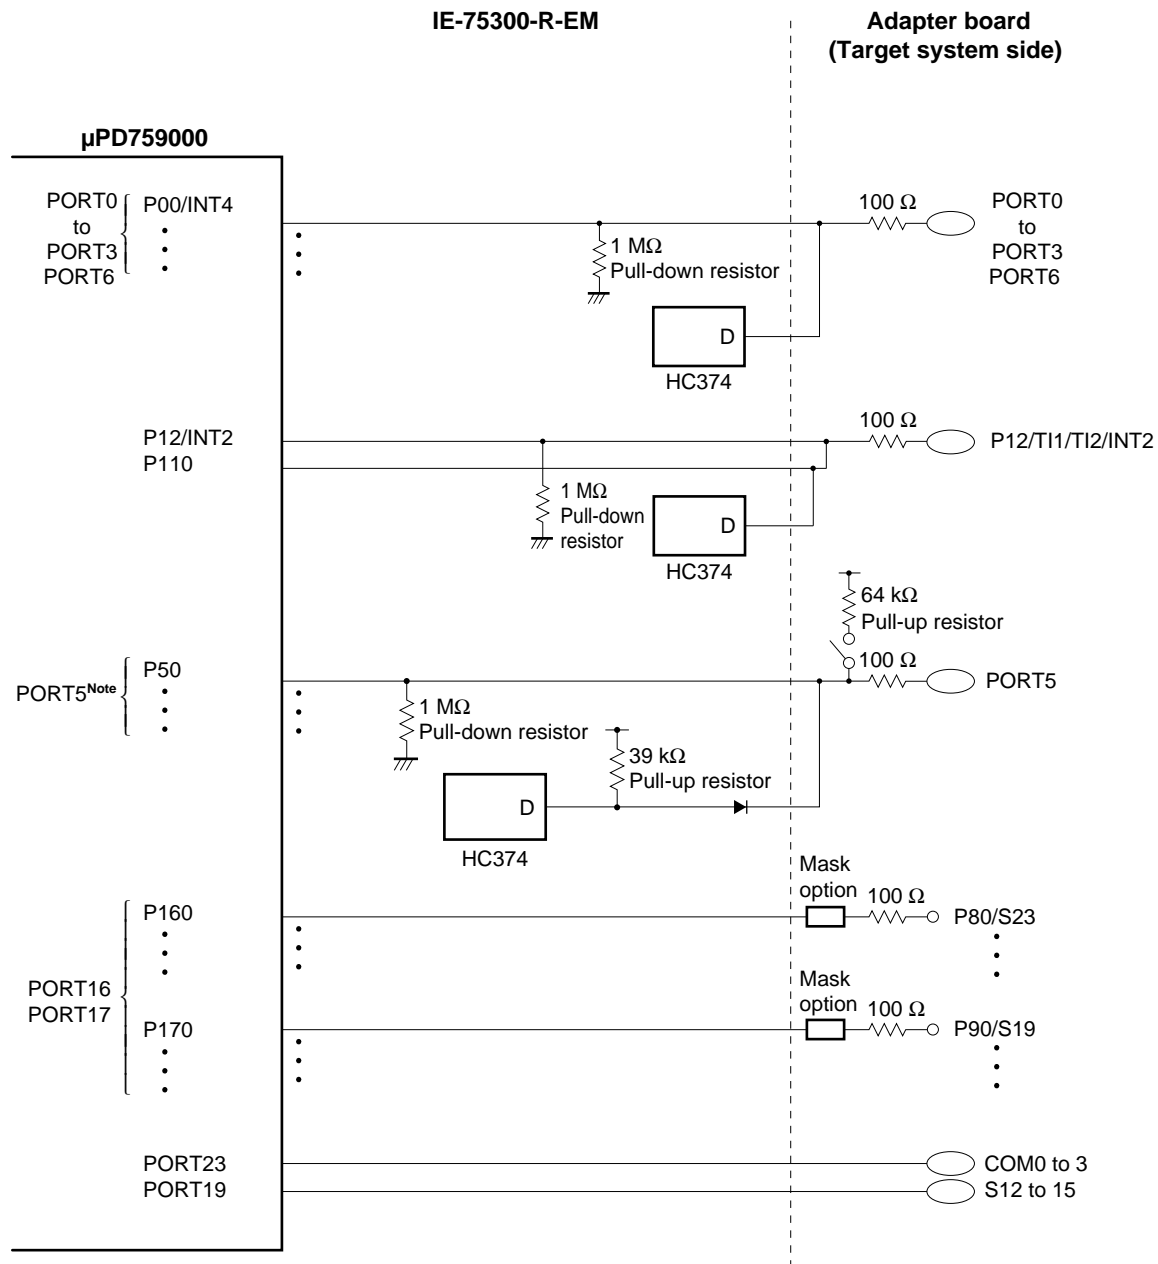 IE-75300-R-EM
Adapter board
(Target system side)
µPD759000
PORT0
to
PORT3
PORT6
P00/INT4
1 MΩ
Pull-down resistor
D
HC374
100 Ω
PORT0
to
PORT3
PORT6
P12/INT2
P110
1 MΩ
Pull-down
resistor
D
HC374
100 Ω
P12/TI1/TI2/INT2
64 kΩ
Pull-up resistor
PORT5Note
P50
100 Ω
PORT5
1 MΩ
Pull-down resistor
39 kΩ
Pull-up resistor
D
HC374
PORT16
PORT17
P160
Mask
option
100 Ω
P80/S23
P170
Mask
option
100 Ω
P90/S19
PORT23
COM0 to 3
PORT19
S12 to 15